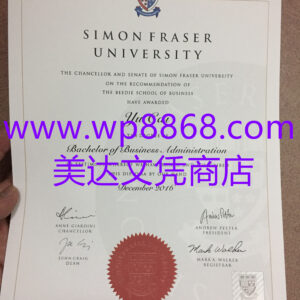 SIMON FRASER
UNIVERSITY
THE CHANCELLOR AND SENATE OF SIMON FRASER UNIVERSITY
ON THE RECOMMENDATION OF
THE BEEDIE SCHOOL OF BUSINESS
HAVE AWARDED
www.wp8868.com
Bachelor of Business Administration
美达文凭商店
December 2016
ANNE GIARDINI
CHANCELLOR
ANDREW PETTER
PRESIDENT
JOHN CRAIG
DEAN
Mark Walker
MARK A. WALKER
REGISTRAR